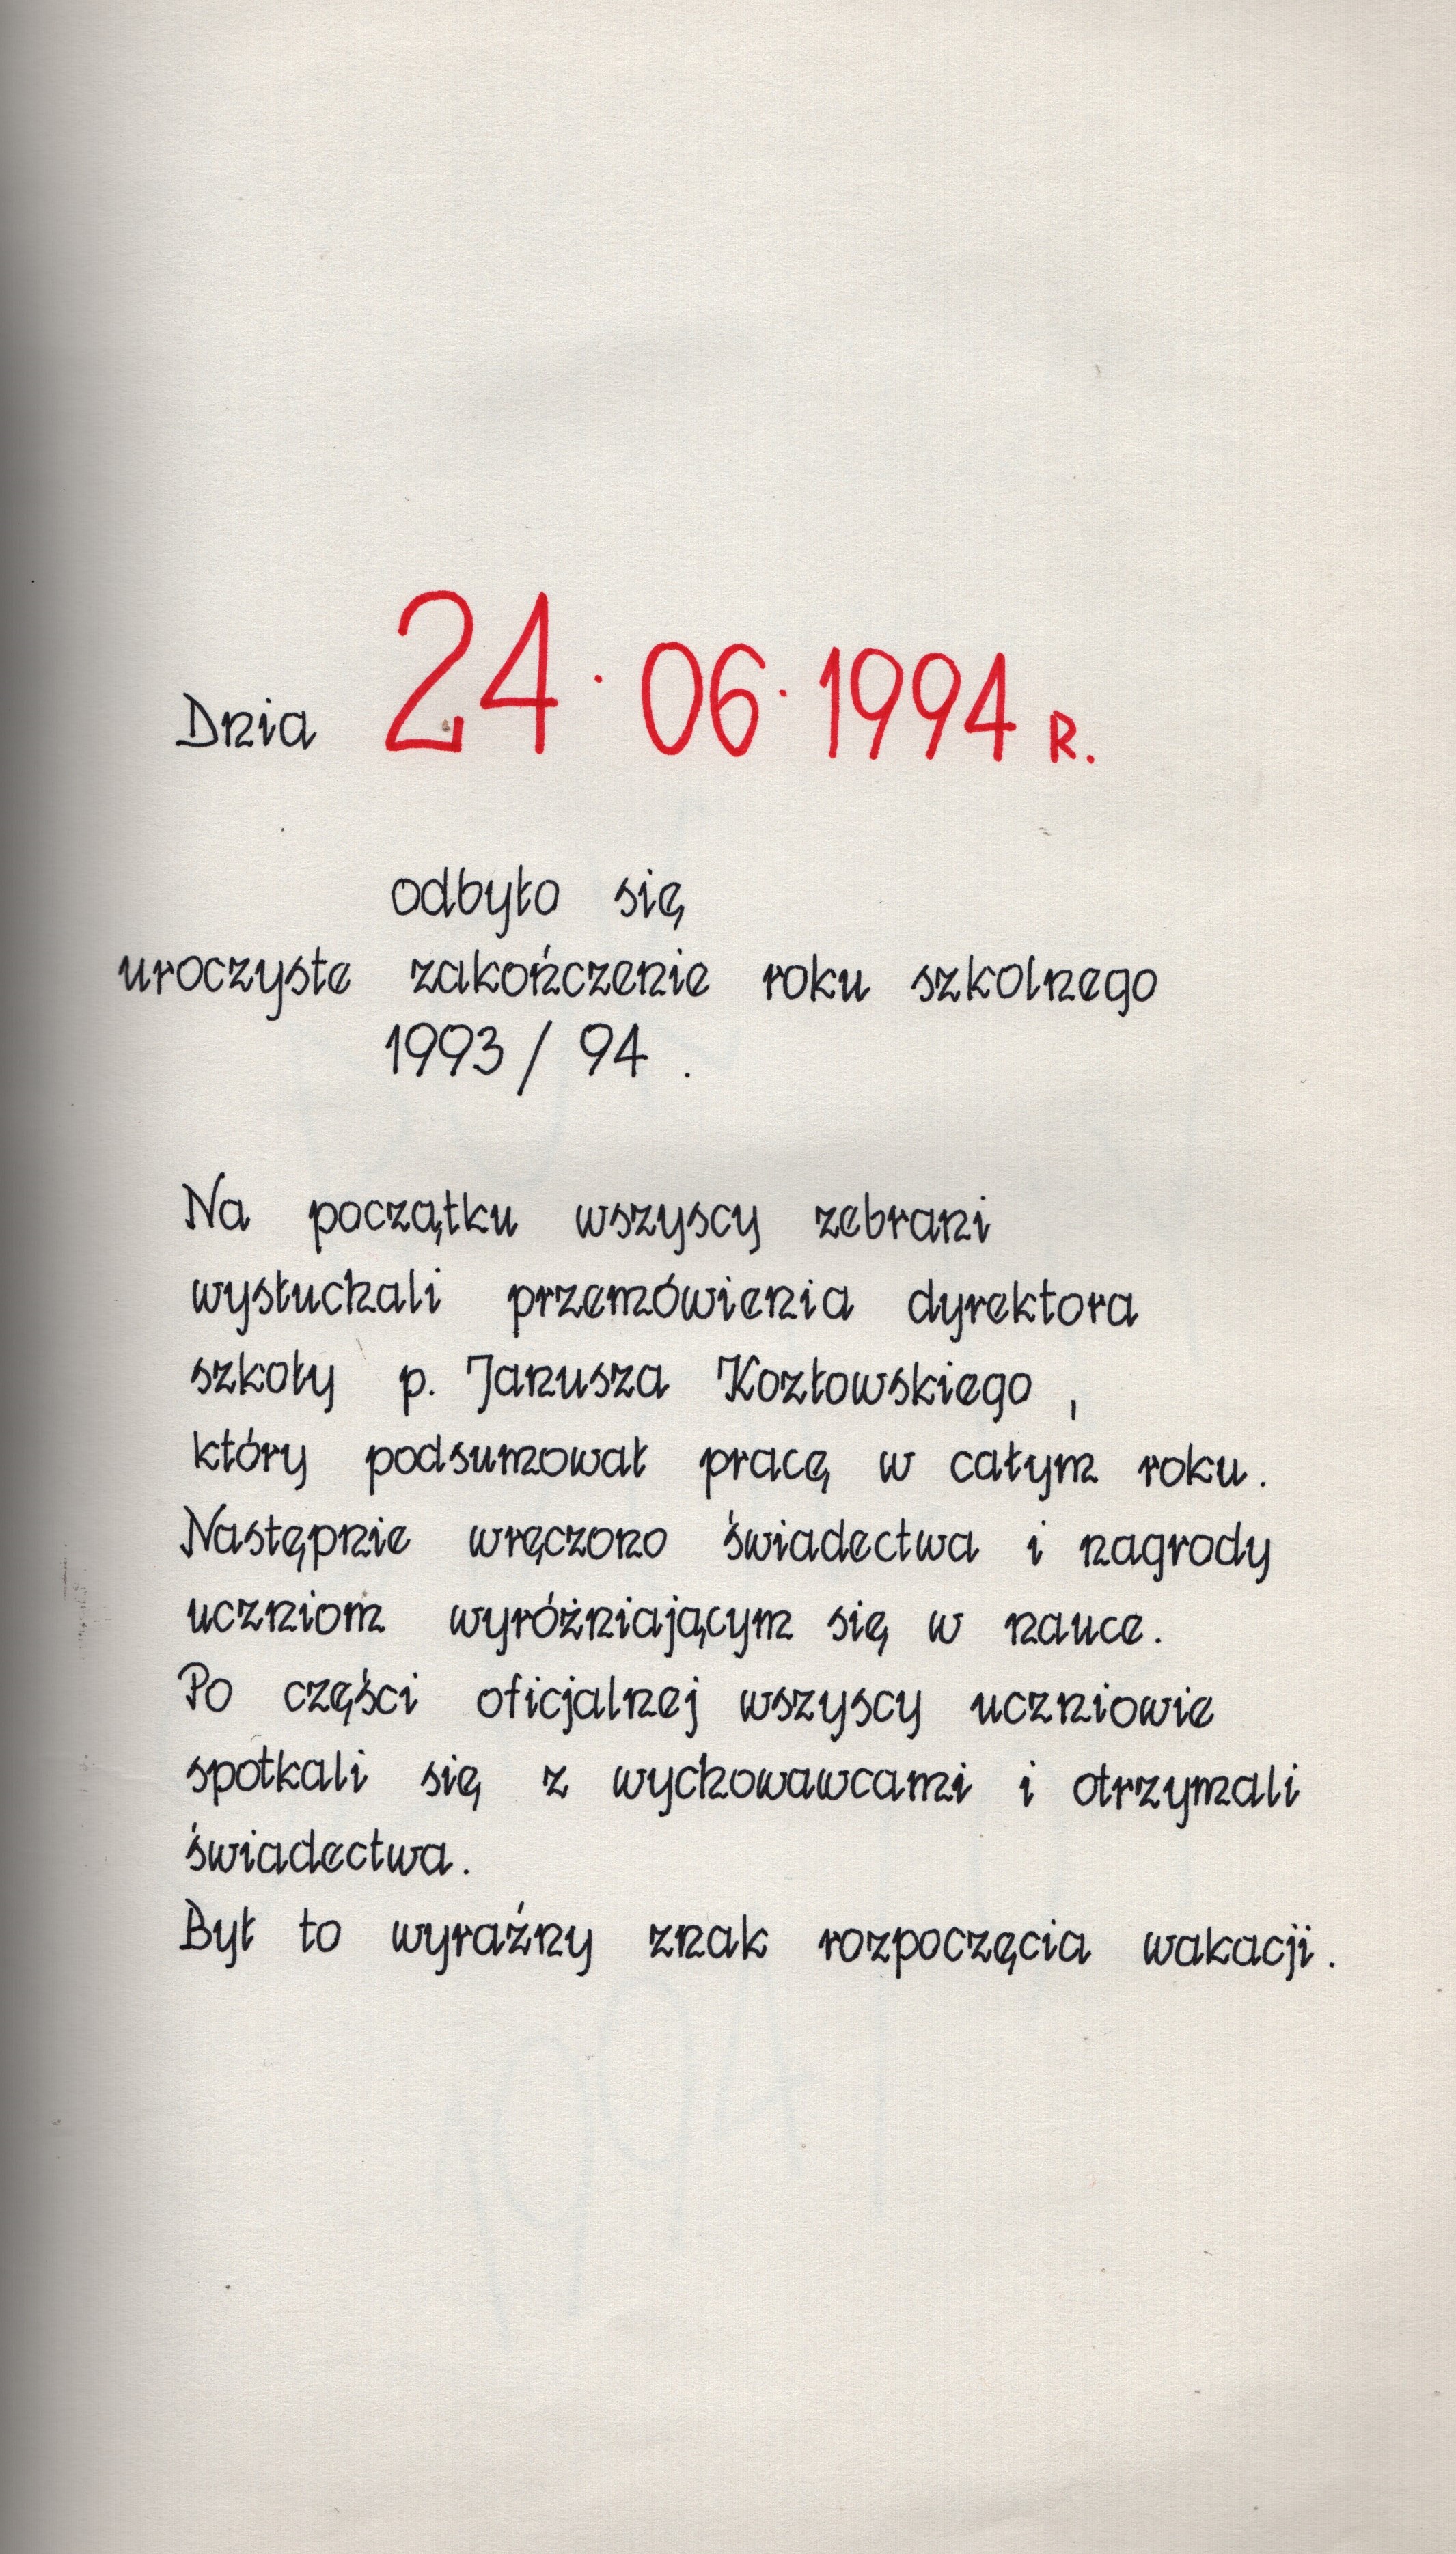 Dnia 24.06.1994 R.
odbyło się
uroczyste zakończenie roku szkolnego
1993/94.
Na początku wszyscy zebrani
wysłuchali przemówienia dyrektora
szkoły p. Janusza Kozłowskiego,
który podsumował pracę w całym roku.
Następnie wręczono świadectwa i nagrody
uczniom wyróżniającym się w nauce.
Po części oficjalnej wszyscy uczniowie
spotkali się z wychowawcami i otrzymali
świadectwa.
Był to wyraźny znak rozpoczęcia wakacji.